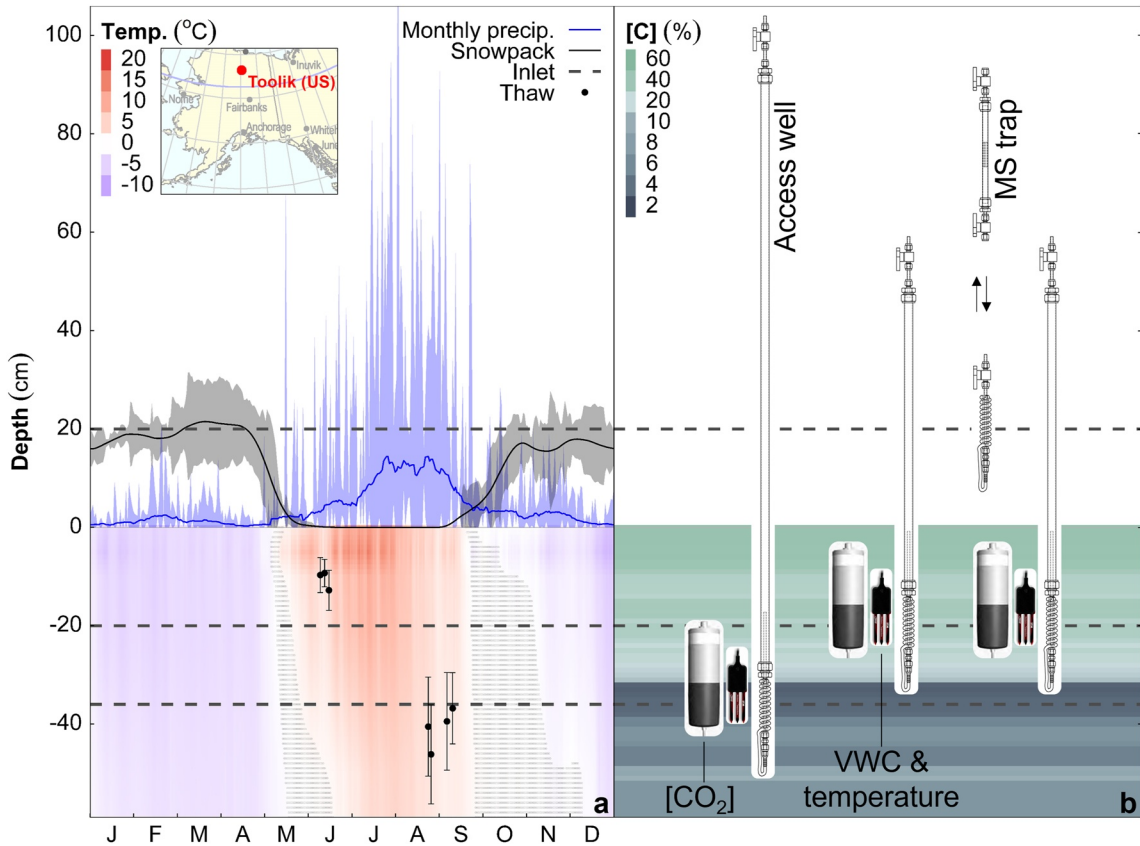 Temp. (°C)
20
15
10
5
0
-5
-10
Inuvik
Toolik (US)
Nome
Fairbanks
Anchorage
Monthly precip.
Snowpack
Inlet
Thaw
Depth (cm)
100
80
60
40
20
0
-20
-40
J F M A M J J A S O N D
a
[C] (%)
60
40
20
10
8
6
4
2
Access well
MS trap
[CO₂]
VWC &
temperature
b